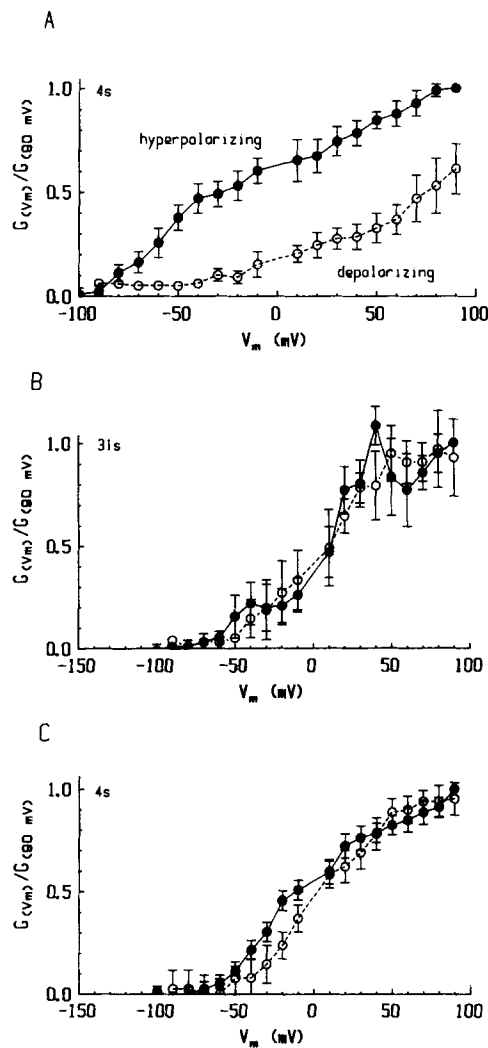 A
G(Vm)/G(90 mV)
1.0
0.5
0.0
4s
hyperpolarizing
depolarizing
-100 -50 0 50 100
Vm (mV)
B
G(Vm)/G(90 mV)
1.0
0.5
0.0
31s
-150 -100 -50 0 50 100
Vm (mV)
C
G(Vm)/G(90 mV)
1.0
0.5
0.0
4s
-150 -100 -50 0 50 100
Vm (mV)